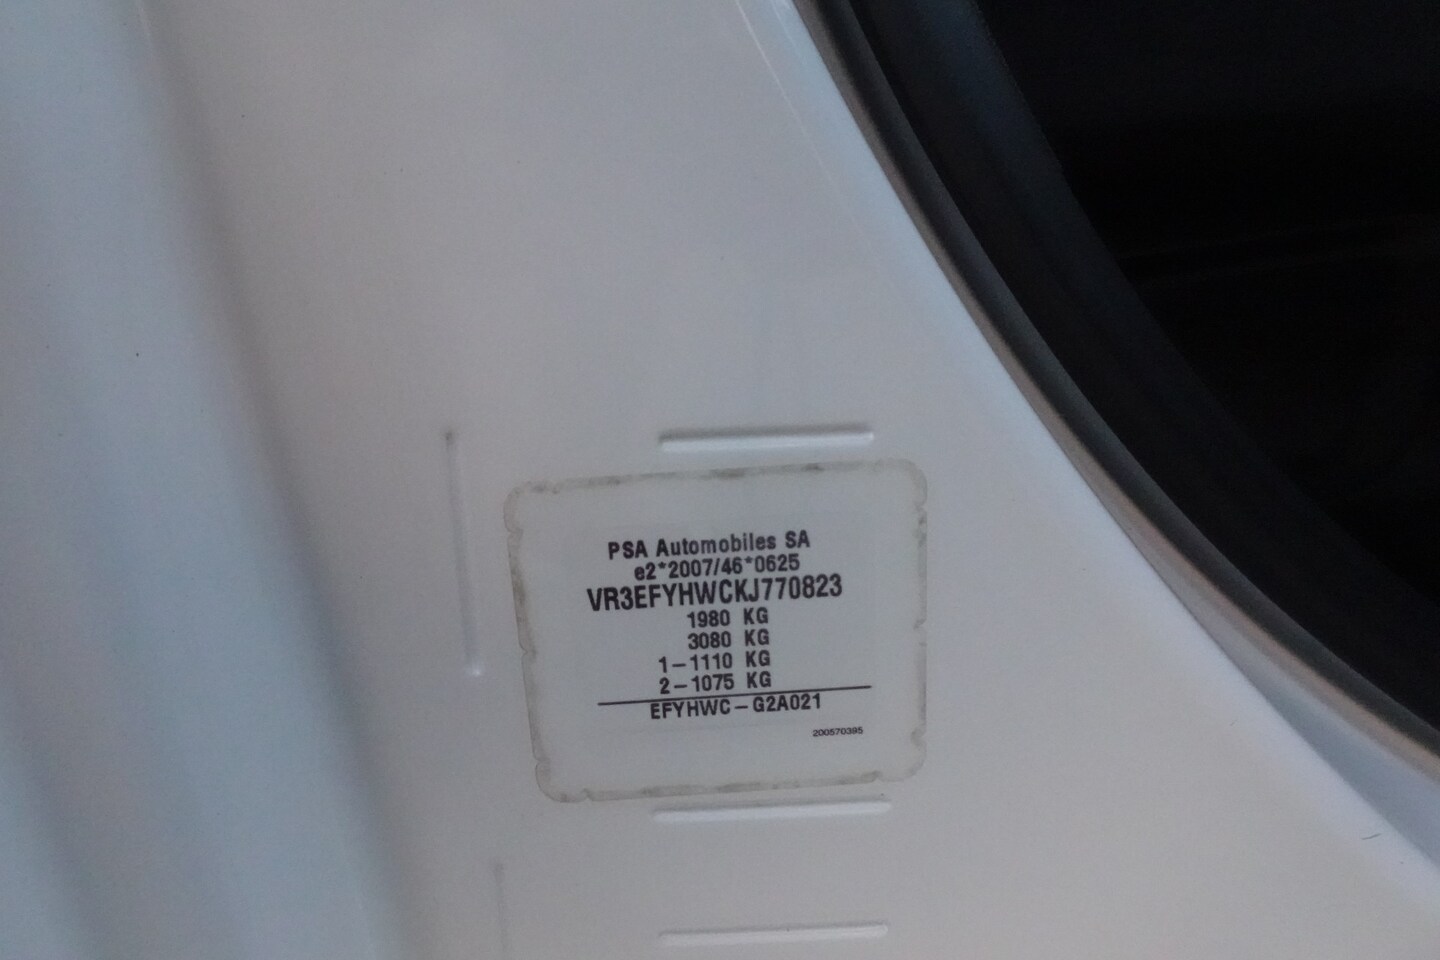 PSA Automobiles SA
e2*2007/46*0625
VR3EFYHWCKJ770823
1980 KG
3080 KG
1-1110 KG
2-1075 KG
EFYHWC-G2A021
200570395